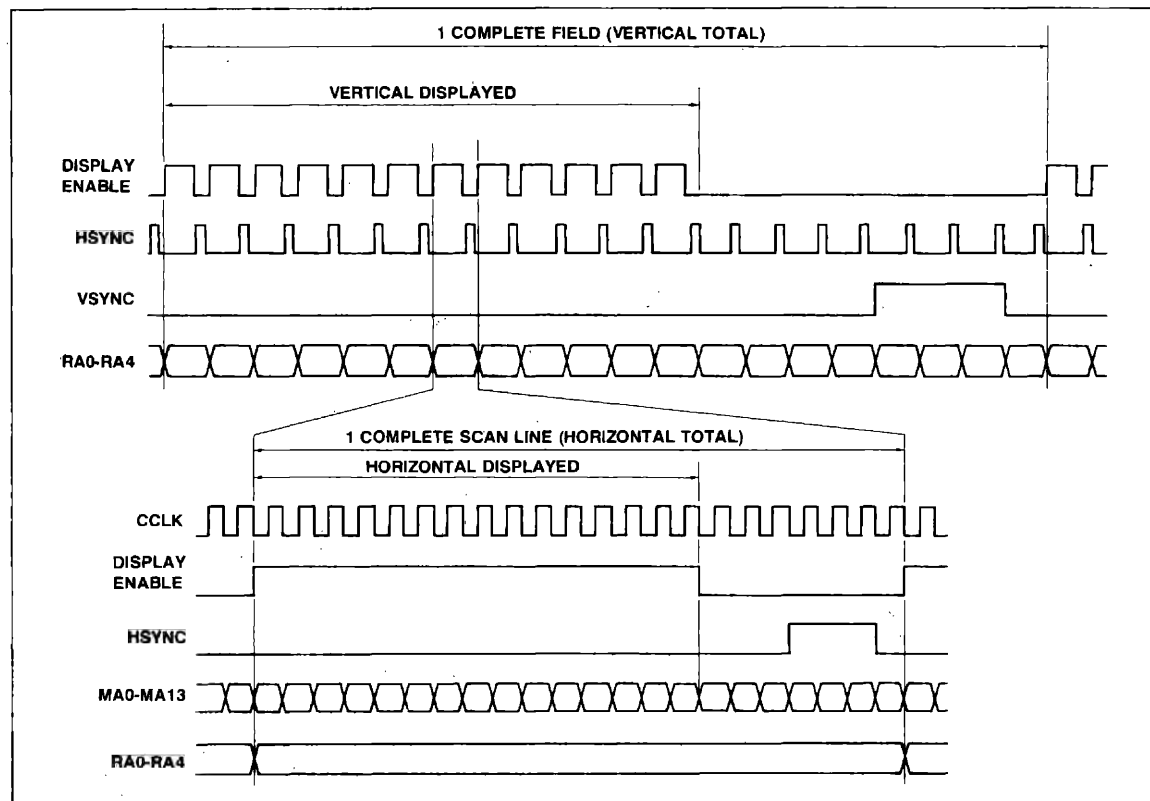 1 COMPLETE FIELD (VERTICAL TOTAL)
VERTICAL DISPLAYED
DISPLAY
ENABLE
HSYNC
VSYNC
RA0-RA4
1 COMPLETE SCAN LINE (HORIZONTAL TOTAL)
HORIZONTAL DISPLAYED
CCLK
DISPLAY
ENABLE
HSYNC
MA0-MA13
RA0-RA4